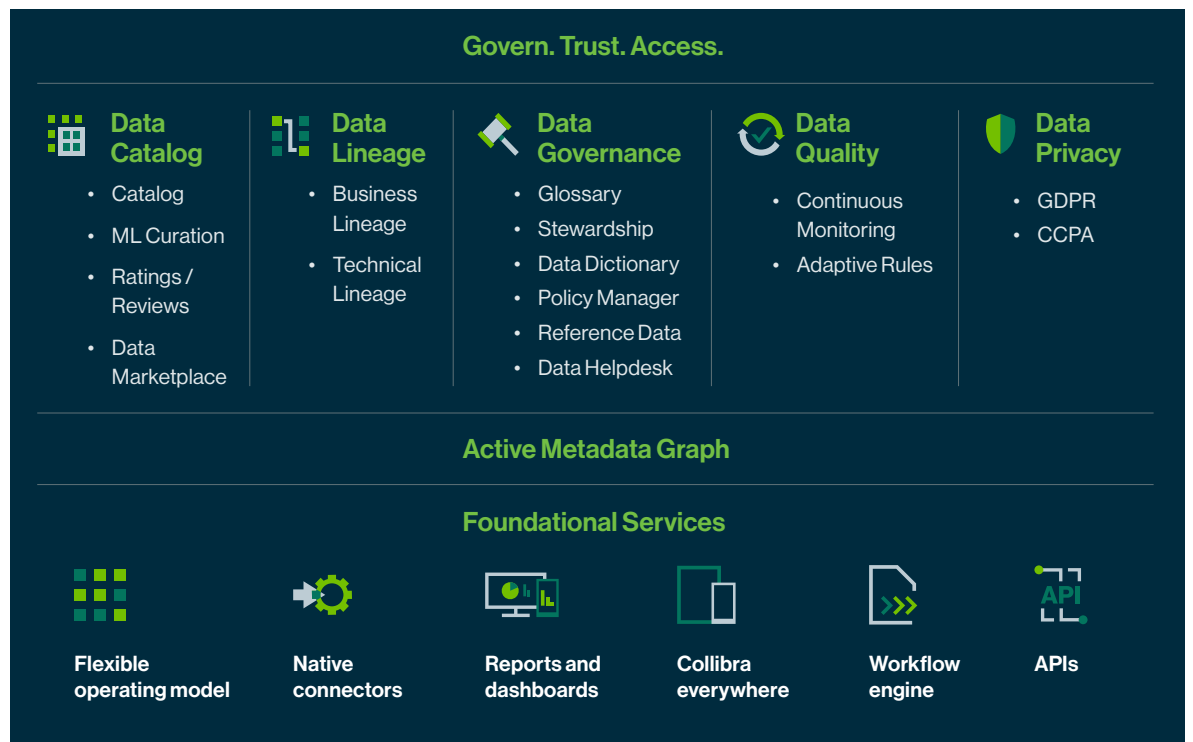 Govern. Trust. Access.
Data
Catalog
• Catalog
• ML Curation
• Ratings /
Reviews
• Data
Marketplace
Data
Lineage
• Business
Lineage
• Technical
Lineage
Data
Governance
• Glossary
• Stewardship
• Data Dictionary
• Policy Manager
• Reference Data
• Data Helpdesk
Data
Quality
• Continuous
Monitoring
• Adaptive Rules
Data
Privacy
• GDPR
• CCPA
Active Metadata Graph
Foundational Services
Flexible
operating model
Native
connectors
Reports and
dashboards
Collibra
everywhere
Workflow
engine
API
APIs